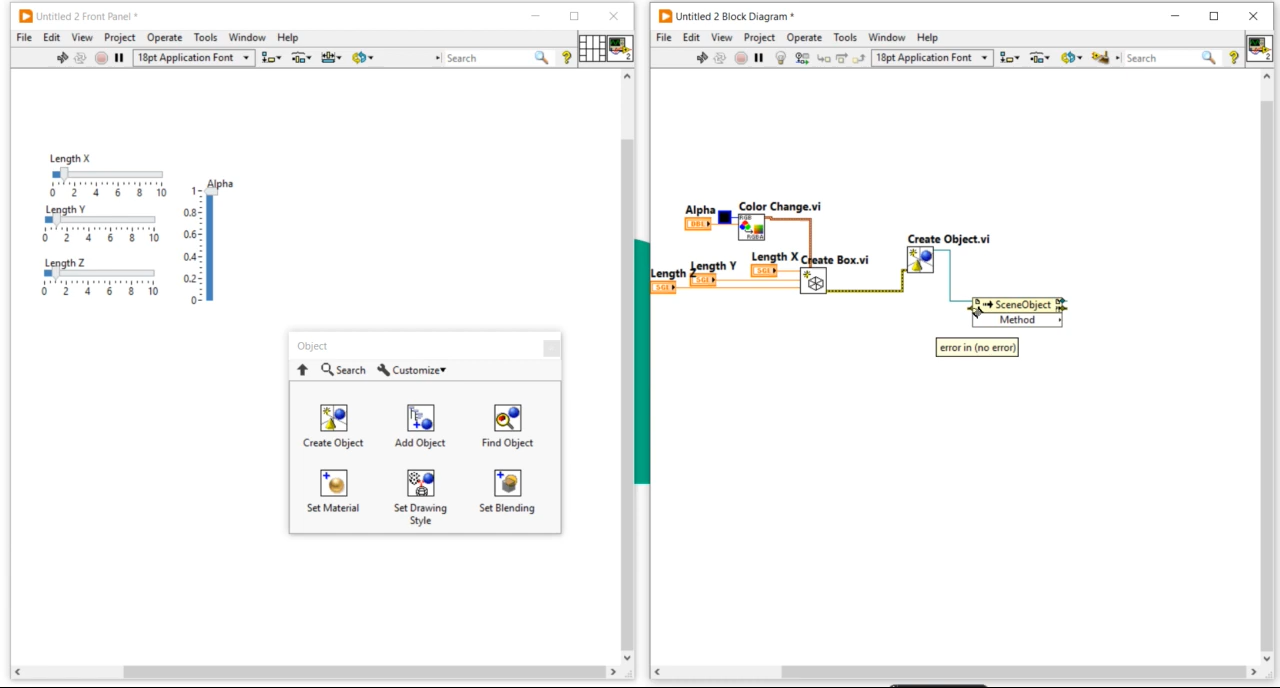 Untitled 2 Front Panel *
File Edit View Project Operate Tools Window Help
18pt Application Font
Search
2
Length X
0 2 4 6 8 10
Length Y
0 2 4 6 8 10
Length Z
0 2 4 6 8 10
Alpha
1
0.8
0.6
0.4
0.2
0
Object
Search Customize
Create Object Add Object Find Object
Set Material Set Drawing Style Set Blending
Untitled 2 Block Diagram *
File Edit View Project Operate Tools Window Help
18pt Application Font
Search
2
Alpha
DBL
Color Change.vi
RGB
RGBA
Length X
SGL
Length Y
SGL
Length Z
SGL
Create Box.vi
Create Object.vi
SceneObject
Method
error in (no error)